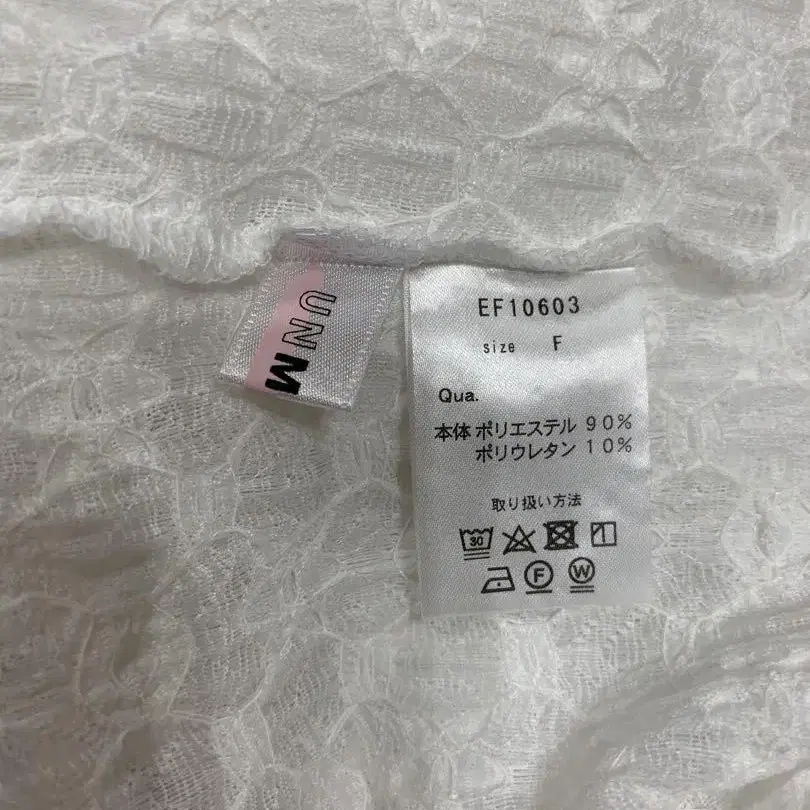 UNM
EF10603
size F
Qua.
本体 ポリエステル 90%
ポリウレタン 10%
取り扱い方法
30
F W